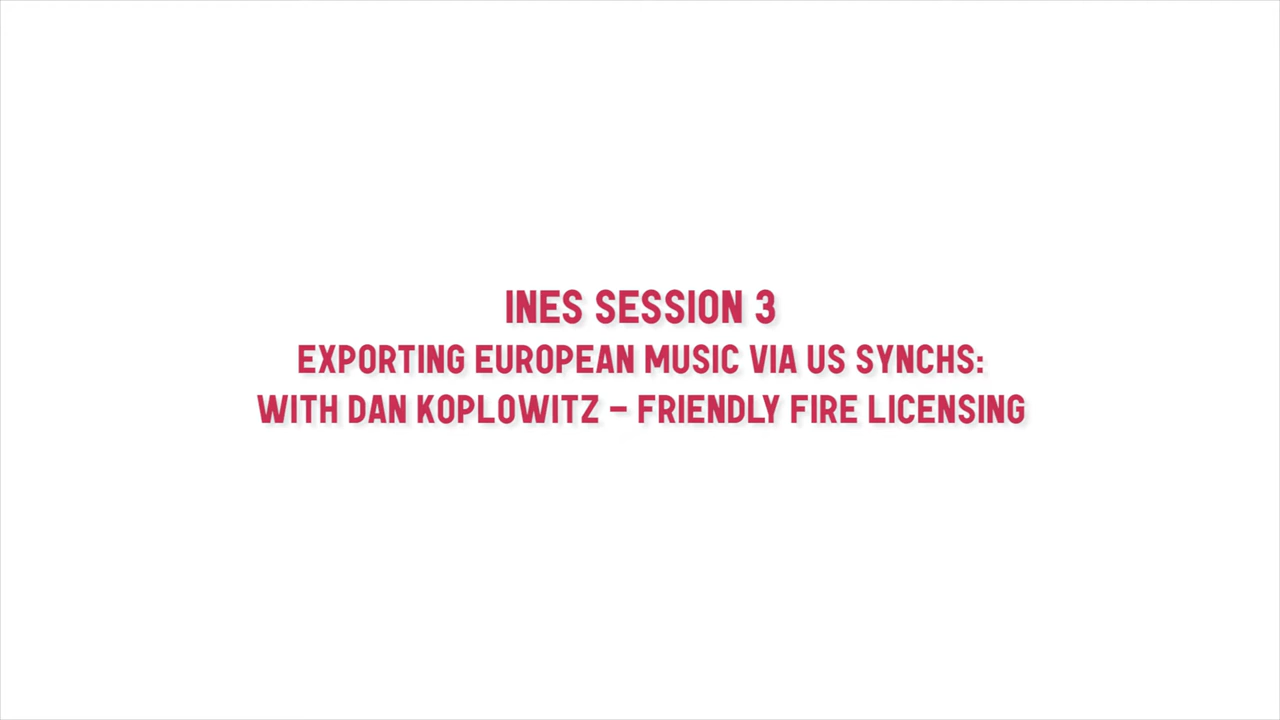 INES SESSION 3
EXPORTING EUROPEAN MUSIC VIA US SYNCHS:
WITH DAN KOPLOWITZ – FRIENDLY FIRE LICENSING